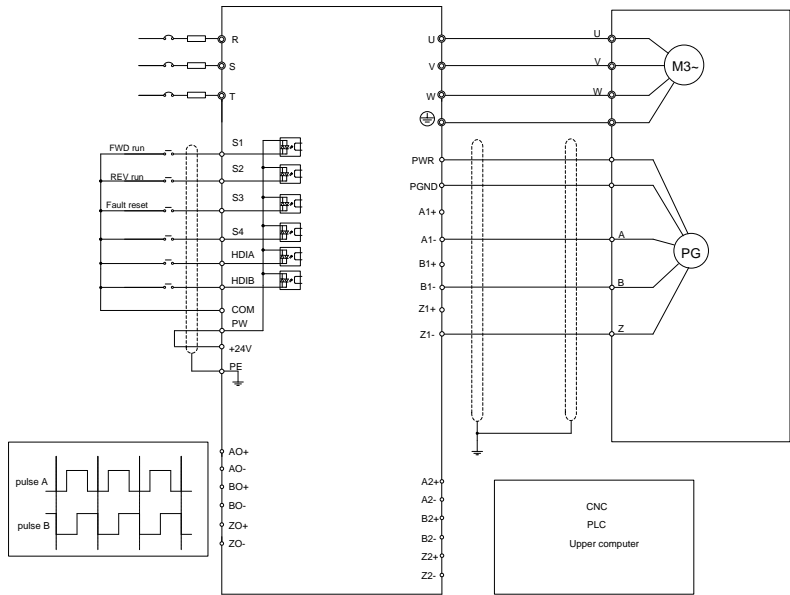 R
S
T
FWD run
REV run
Fault reset
S1
S2
S3
S4
HDIA
HDIB
COM
PW
+24V
PE
AO+
AO-
BO+
BO-
ZO+
ZO-
pulse A
pulse B
U
V
W
PWR
PGND
A1+
A1-
B1+
B1-
Z1+
Z1-
A2+
A2-
B2+
B2-
Z2+
Z2-
U
V
W
M3~
A
B
Z
PG
CNC
PLC
Upper computer